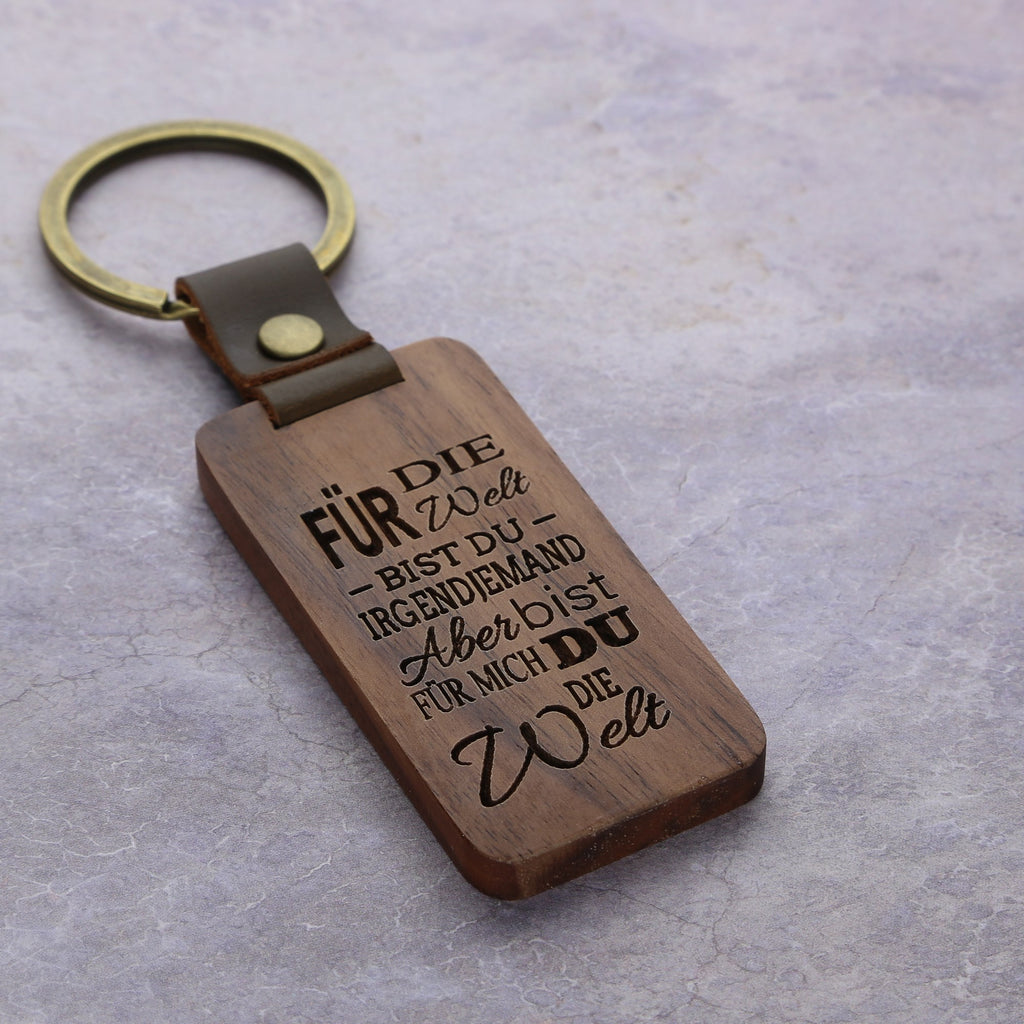 FÜR DIE Welt
– BIST DU –
IRGENDJEMAND
Aber bist
FÜR MICH DU
DIE
Welt